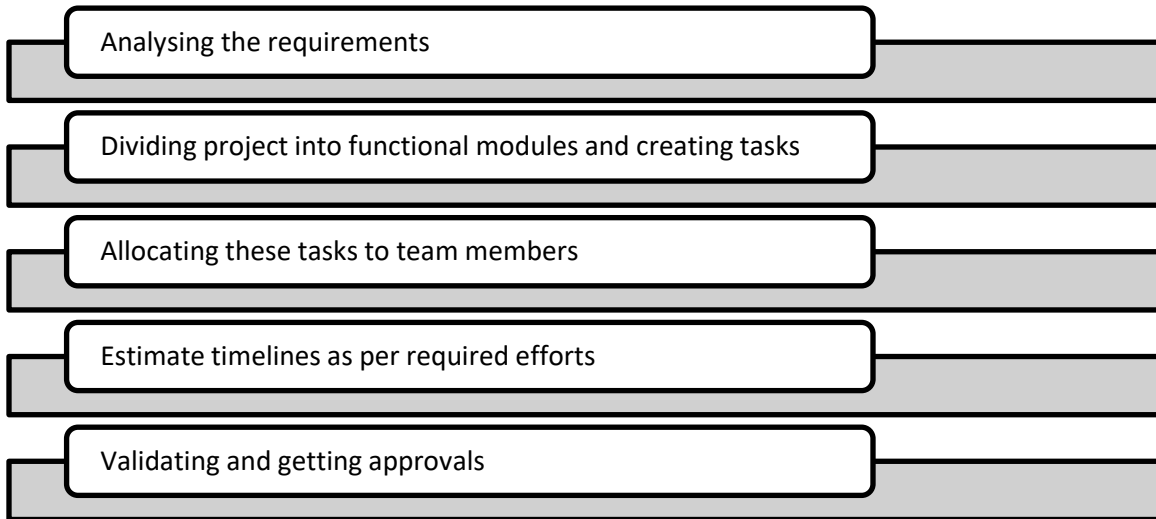 Analysing the requirements
Dividing project into functional modules and creating tasks
Allocating these tasks to team members
Estimate timelines as per required efforts
Validating and getting approvals